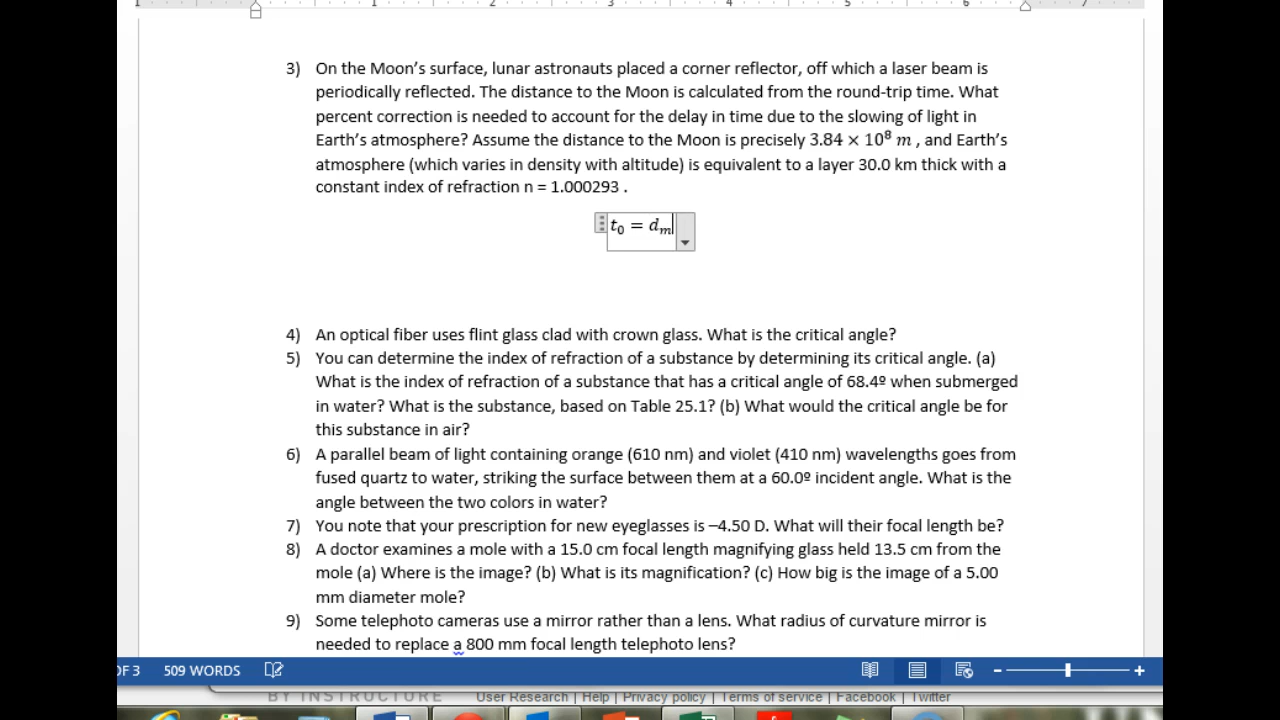 1 1 2 3 4 5 6 7
3) On the Moon's surface, lunar astronauts placed a corner reflector, off which a laser beam is
periodically reflected. The distance to the Moon is calculated from the round-trip time. What
percent correction is needed to account for the delay in time due to the slowing of light in
Earth's atmosphere? Assume the distance to the Moon is precisely 3.84 × 10⁸ m , and Earth's
atmosphere (which varies in density with altitude) is equivalent to a layer 30.0 km thick with a
constant index of refraction n = 1.000293 .
t₀ = dₘ
4) An optical fiber uses flint glass clad with crown glass. What is the critical angle?
5) You can determine the index of refraction of a substance by determining its critical angle. (a)
What is the index of refraction of a substance that has a critical angle of 68.4º when submerged
in water? What is the substance, based on Table 25.1? (b) What would the critical angle be for
this substance in air?
6) A parallel beam of light containing orange (610 nm) and violet (410 nm) wavelengths goes from
fused quartz to water, striking the surface between them at a 60.0º incident angle. What is the
angle between the two colors in water?
7) You note that your prescription for new eyeglasses is –4.50 D. What will their focal length be?
8) A doctor examines a mole with a 15.0 cm focal length magnifying glass held 13.5 cm from the
mole (a) Where is the image? (b) What is its magnification? (c) How big is the image of a 5.00
mm diameter mole?
9) Some telephoto cameras use a mirror rather than a lens. What radius of curvature mirror is
needed to replace a 800 mm focal length telephoto lens?
OF 3 509 WORDS
BY INSTRUCTURE User Research | Help | Privacy policy | Terms of service | Facebook | Twitter